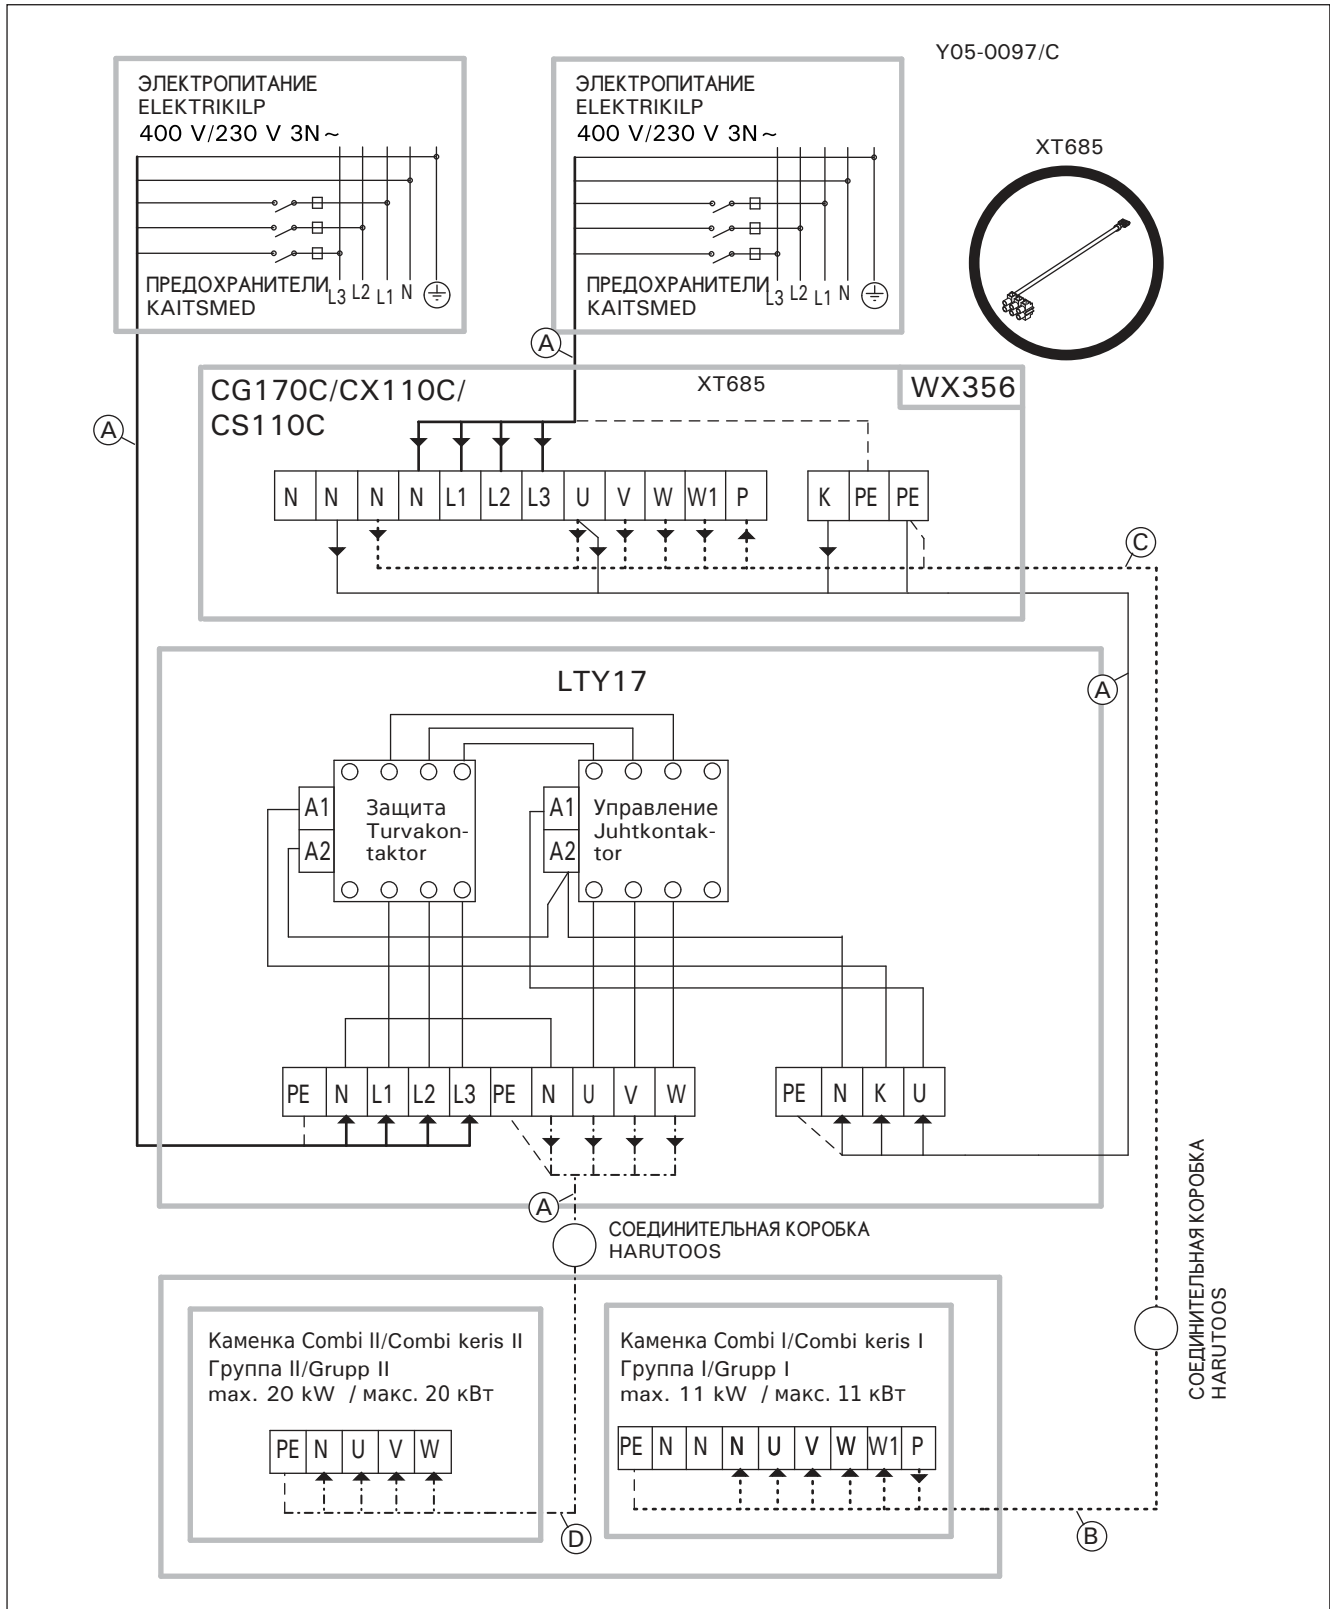 Y05-0097/C
ЭЛЕКТРОПИТАНИЕ
ELEKTRIKILP
400 V/230 V 3N~
ПРЕДОХРАНИТЕЛИ
KAITSMED
L3 L2 L1 N
ЭЛЕКТРОПИТАНИЕ
ELEKTRIKILP
400 V/230 V 3N~
ПРЕДОХРАНИТЕЛИ
KAITSMED
L3 L2 L1 N
XT685
A
A
CG170C/CX110C/
CS110C
XT685
WX356
N N N N L1 L2 L3 U V W W1 P
K PE PE
C
LTY17
A
A1
A2
Защита
Turvakon-
taktor
A1
A2
Управление
Juhtkontak-
tor
PE N L1 L2 L3 PE N U V W
PE N K U
A
СОЕДИНИТЕЛЬНАЯ КОРОБКА
HARUTOOS
СОЕДИНИТЕЛЬНАЯ КОРОБКА
HARUTOOS
Каменка Combi II/Combi keris II
Группа II/Grupp II
max. 20 kW / макс. 20 кВт
PE N U V W
D
Каменка Combi I/Combi keris I
Группа I/Grupp I
max. 11 kW / макс. 11 кВт
PE N N N U V W W1 P
B